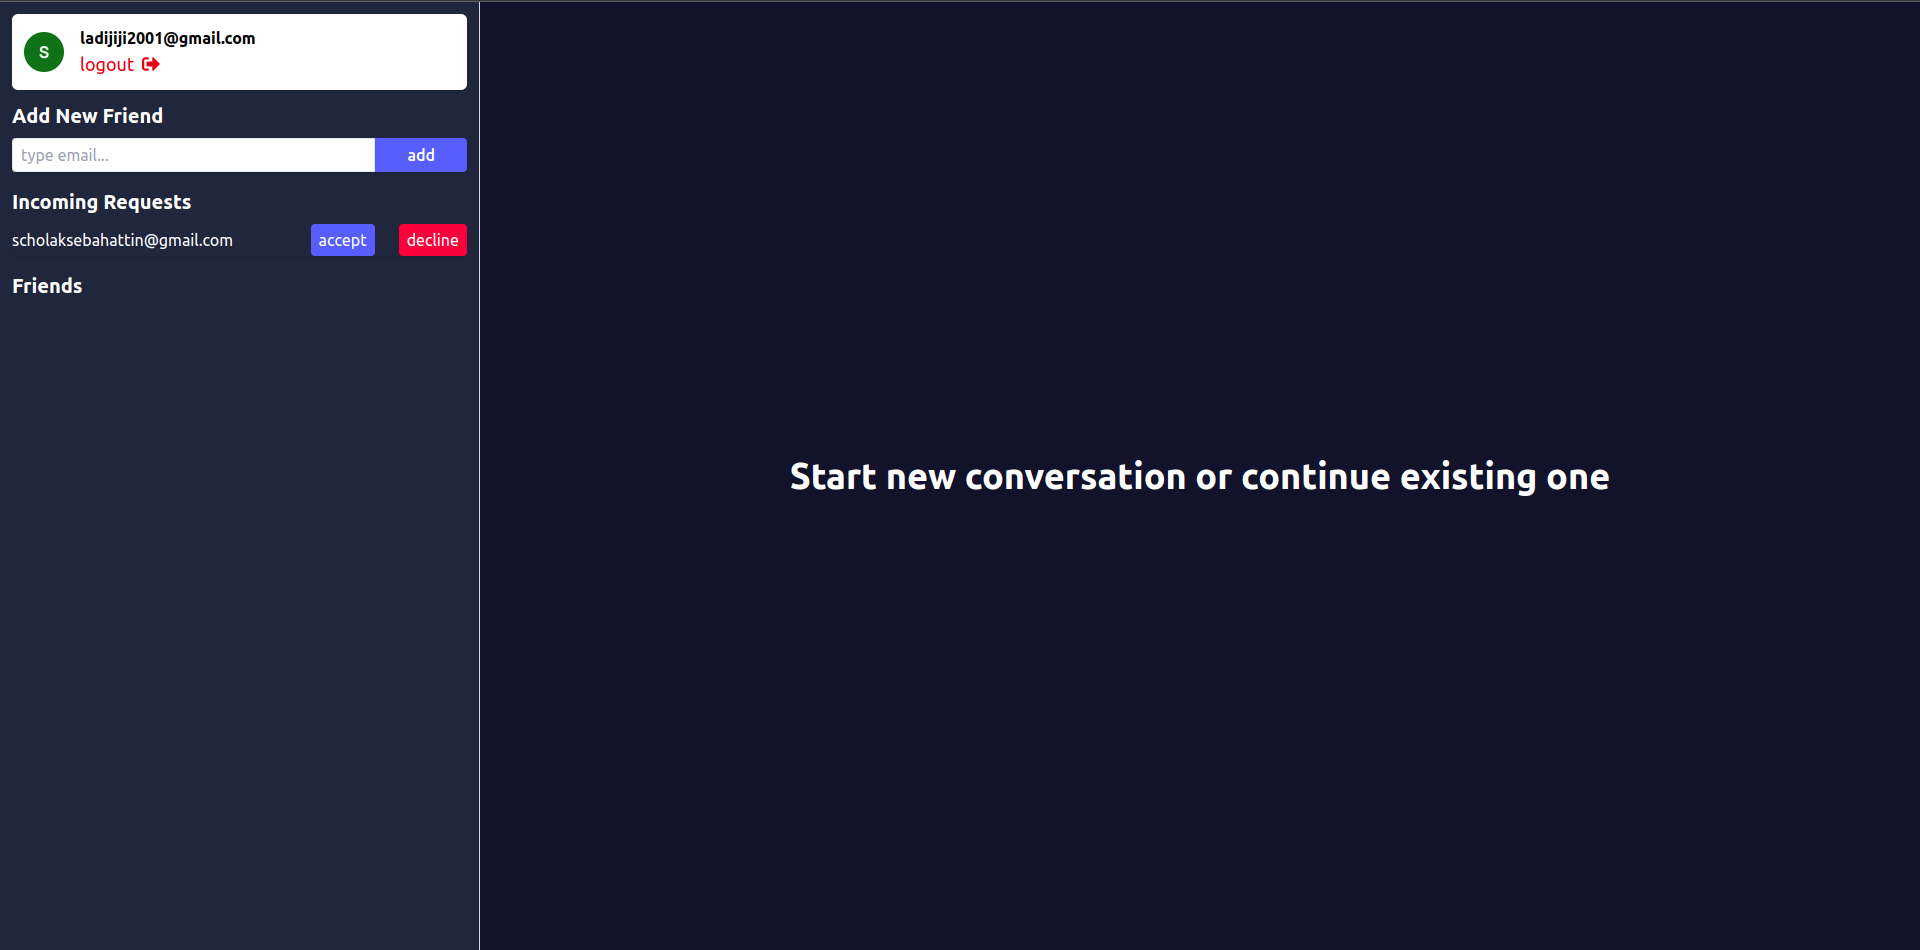 S
ladijiji2001@gmail.com
logout
Add New Friend
type email...
add
Incoming Requests
scholaksebahattin@gmail.com
accept
decline
Friends
Start new conversation or continue existing one